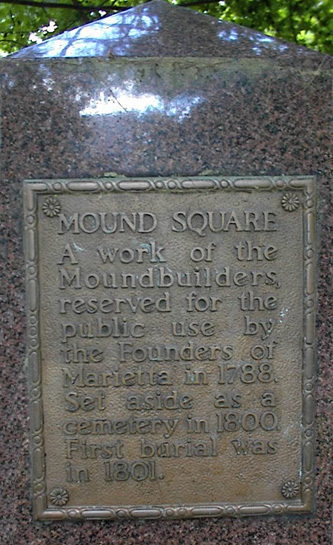 MOUND SQUARE
A work of the
Moundbuilders,
reserved for the
public use by
the Founders of
Marietta in 1788.
Set aside as a
cemetery in 1800.
First burial was
in 1801.